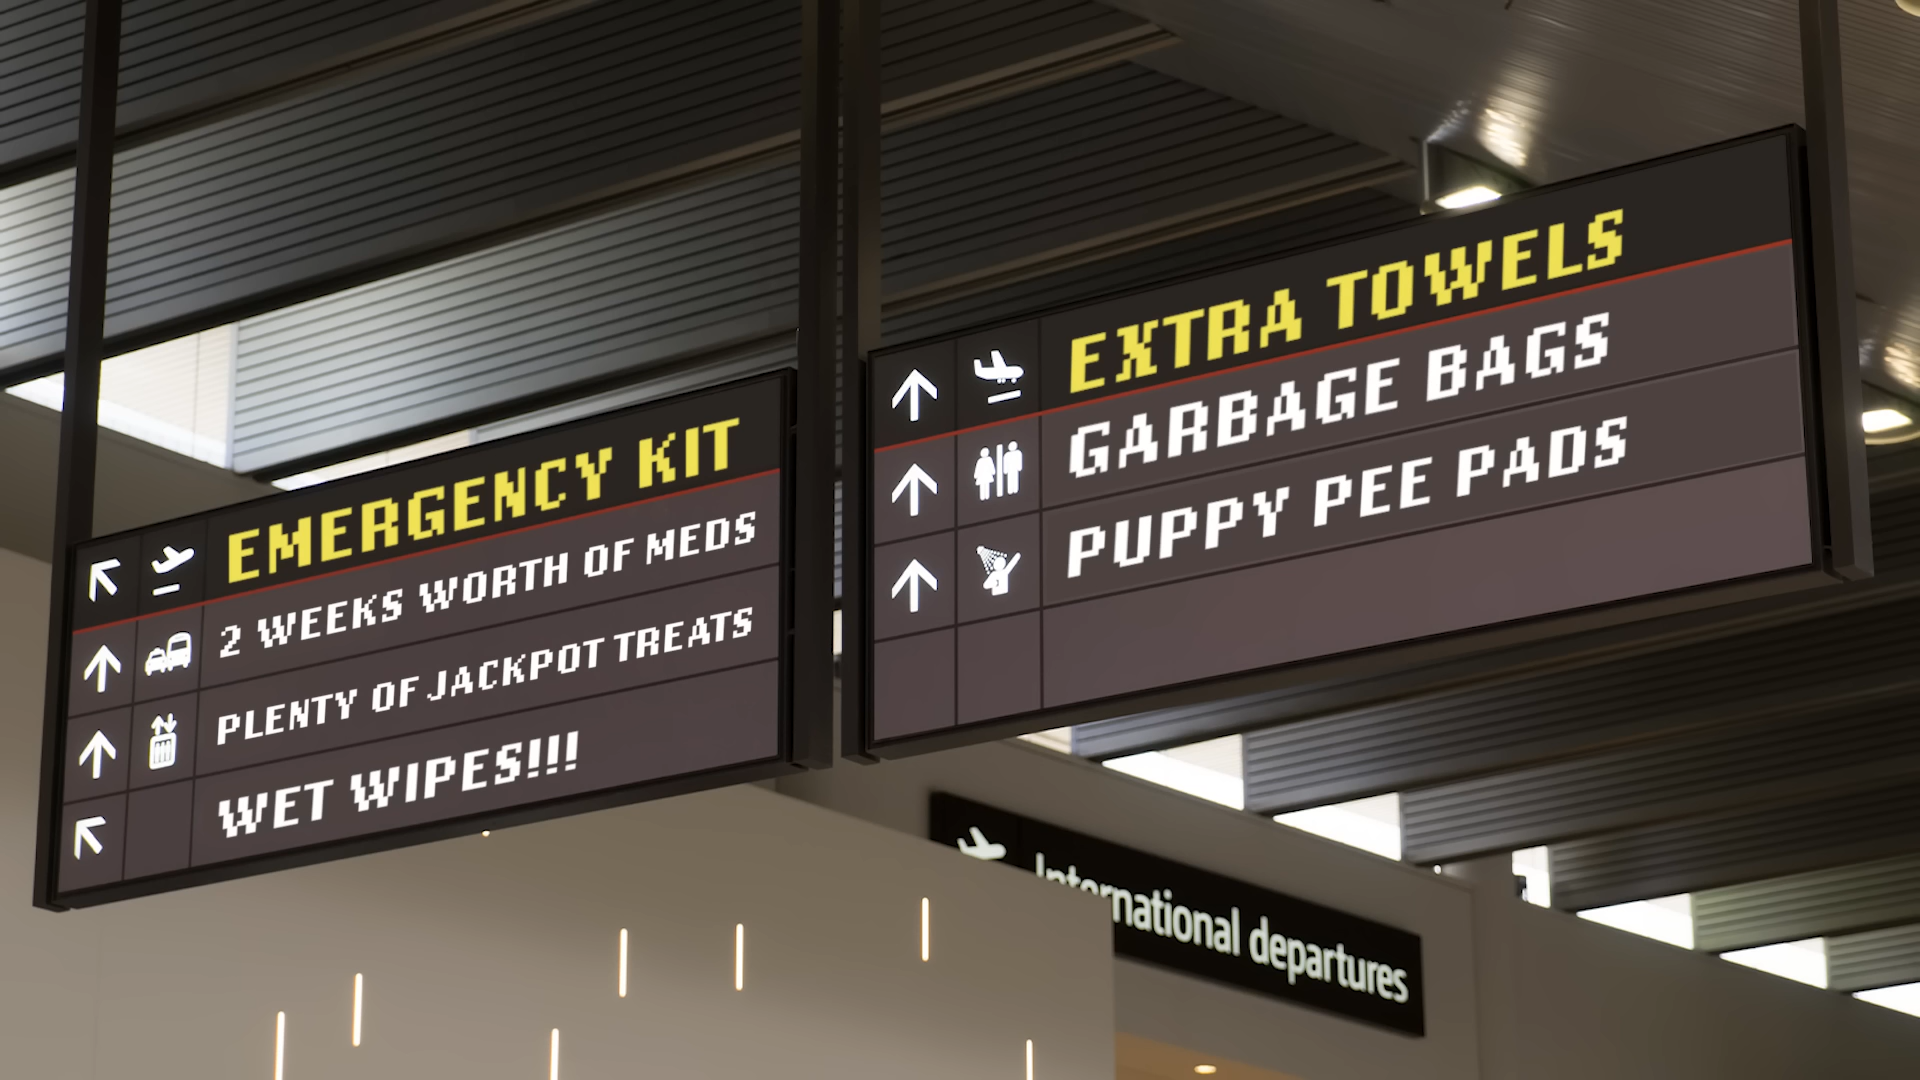 EMERGENCY KIT
2 WEEKS WORTH OF MEDS
PLENTY OF JACKPOT TREATS
WET WIPES!!!
EXTRA TOWELS
GARBAGE BAGS
PUPPY PEE PADS
International departures